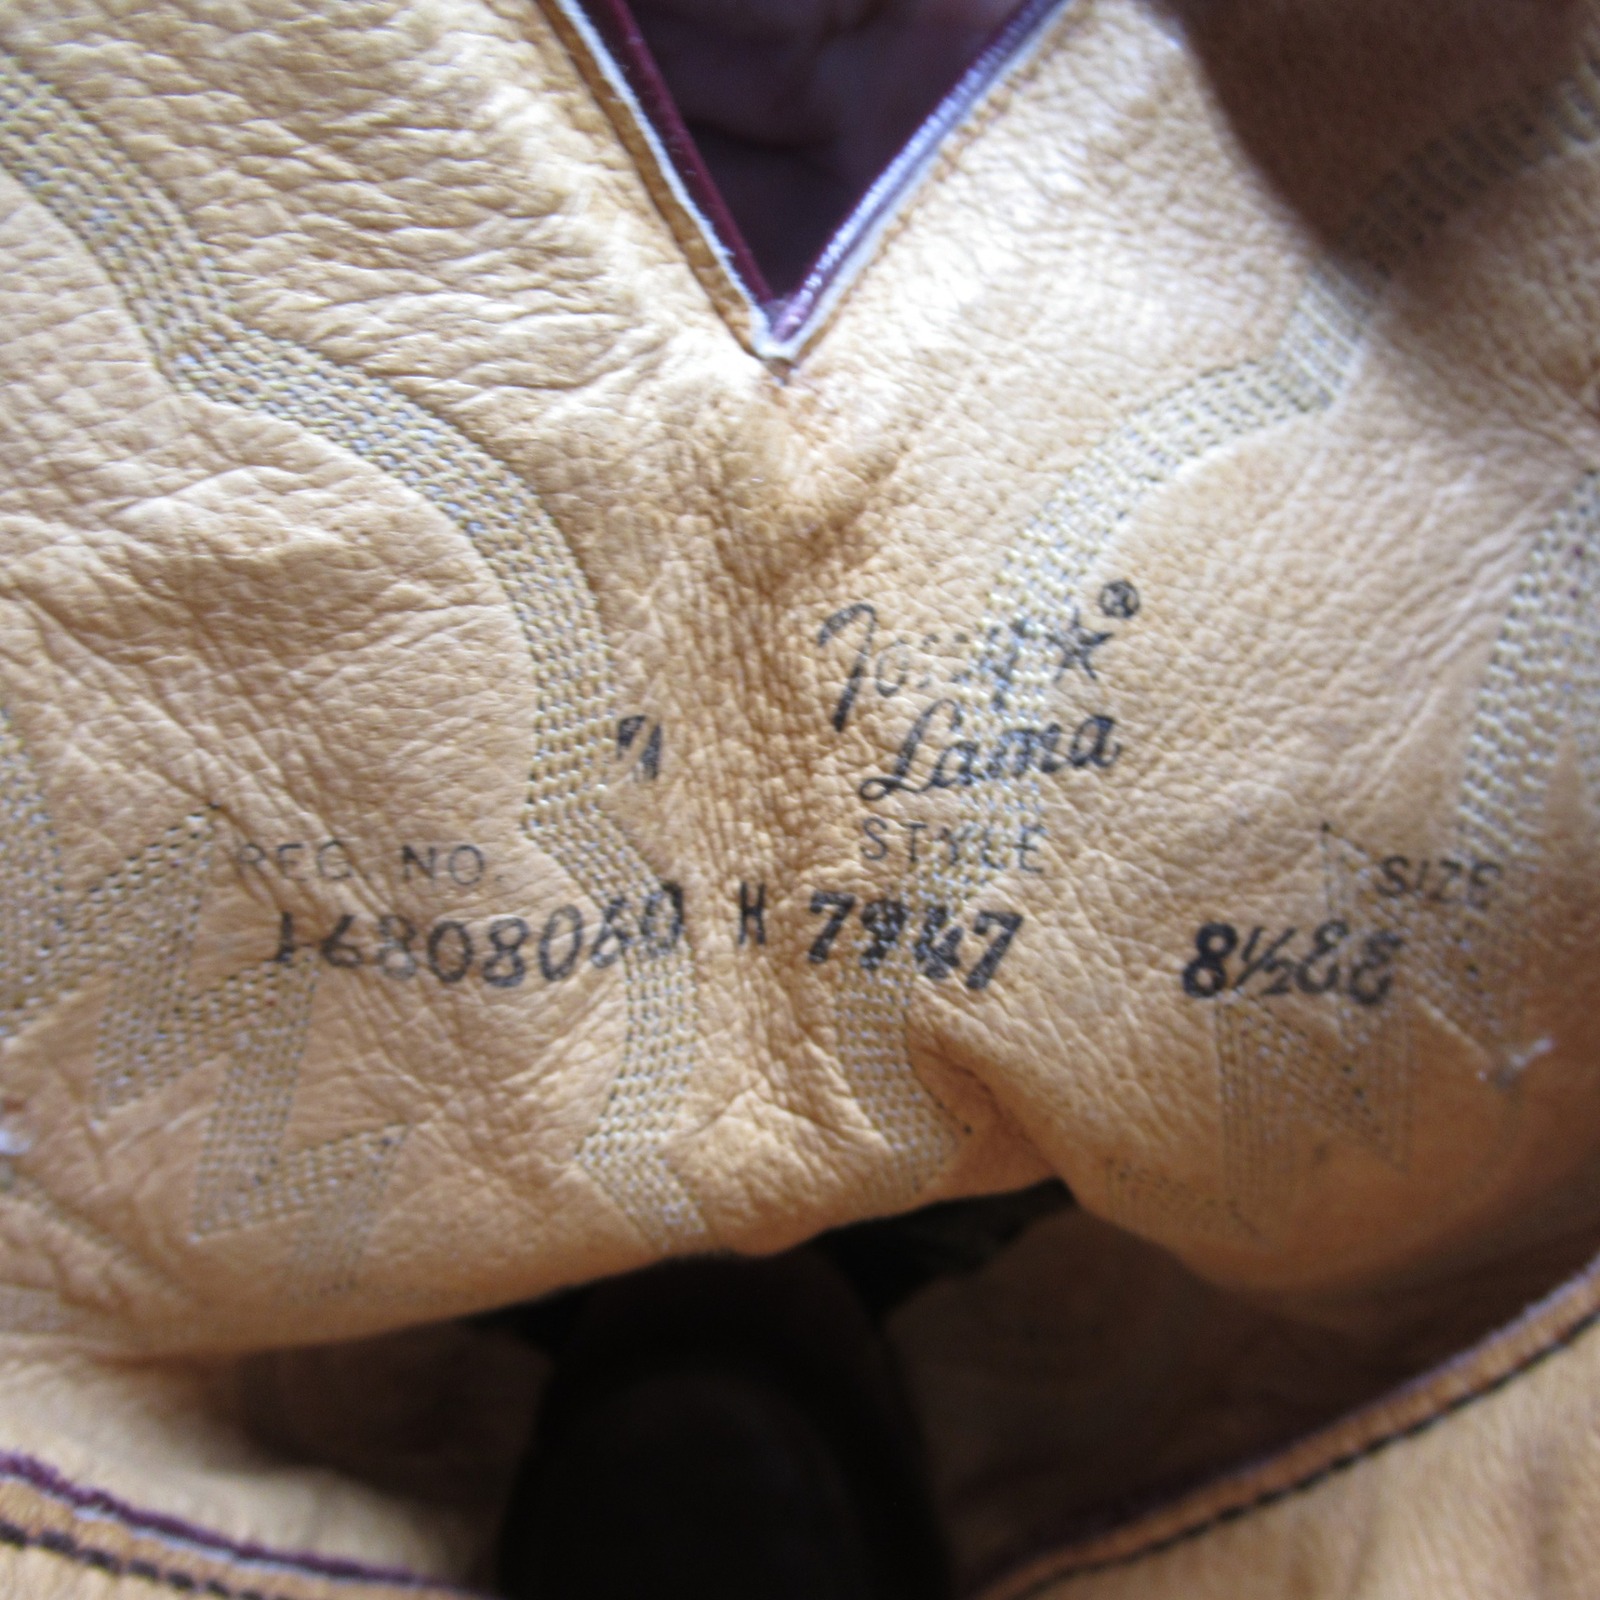 Tony ★®
Lama
REG NO. STYLE SIZE
16808060 H 7947 8½EE